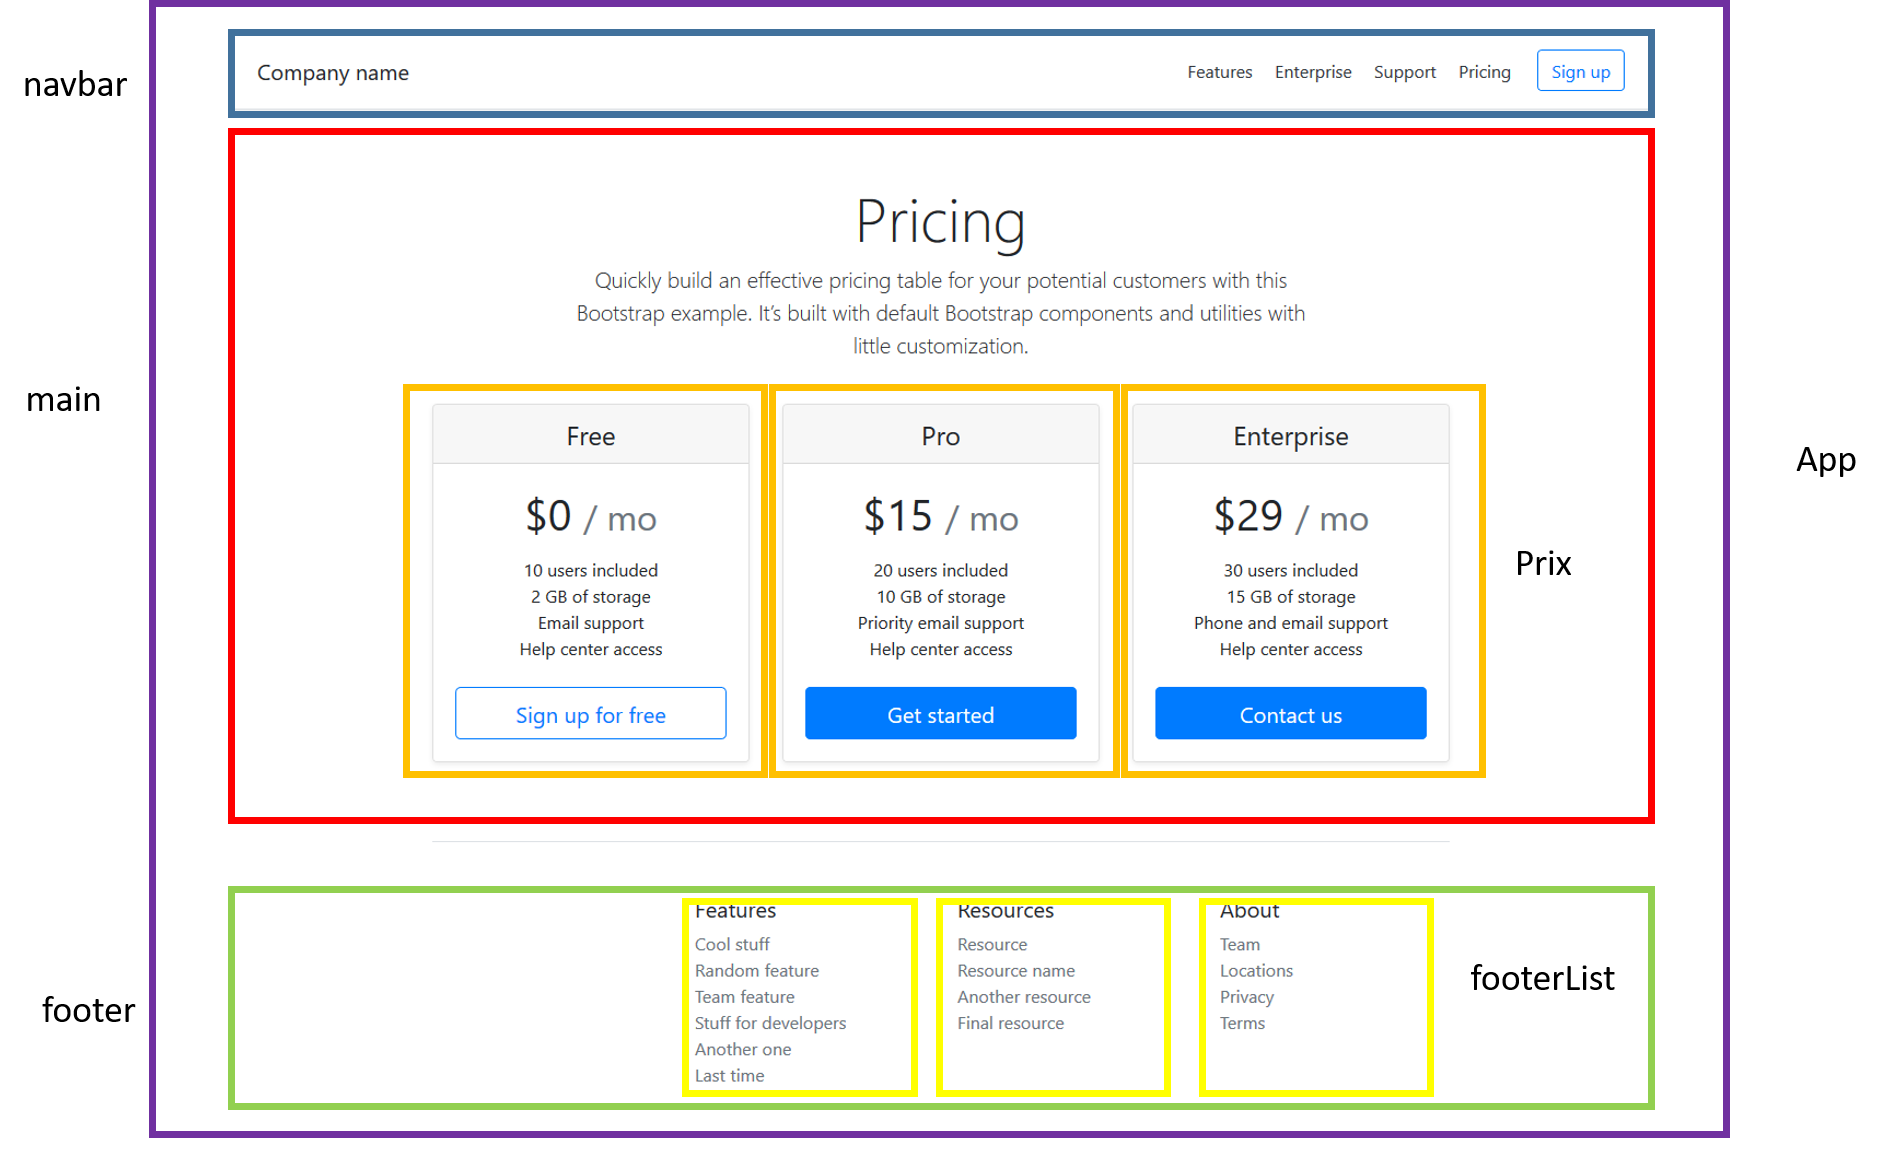 navbar
Company name
Features Enterprise Support Pricing Sign up
main
App
Pricing
Quickly build an effective pricing table for your potential customers with this
Bootstrap example. It’s built with default Bootstrap components and utilities with
little customization.
Free
$0 / mo
10 users included
2 GB of storage
Email support
Help center access
Sign up for free
Pro
$15 / mo
20 users included
10 GB of storage
Priority email support
Help center access
Get started
Enterprise
$29 / mo
30 users included
15 GB of storage
Phone and email support
Help center access
Contact us
Prix
footer
Features
Cool stuff
Random feature
Team feature
Stuff for developers
Another one
Last time
Resources
Resource
Resource name
Another resource
Final resource
About
Team
Locations
Privacy
Terms
footerList